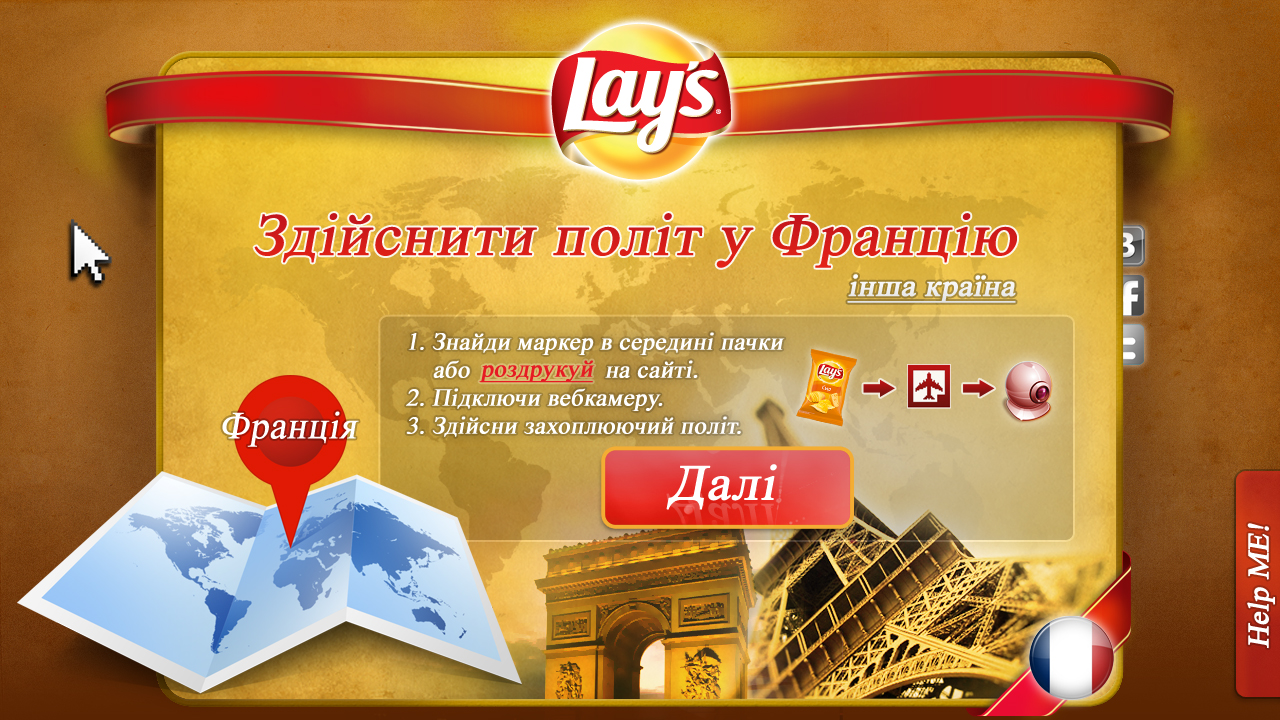 Lay's
Здійснити політ у Францію
інша країна
1. Знайди маркер в середині пачки
або роздрукуй на сайті.
2. Підключи вебкамеру.
3. Здійсни захоплюючий політ.
Lay's
Франція
Далі
Help ME!